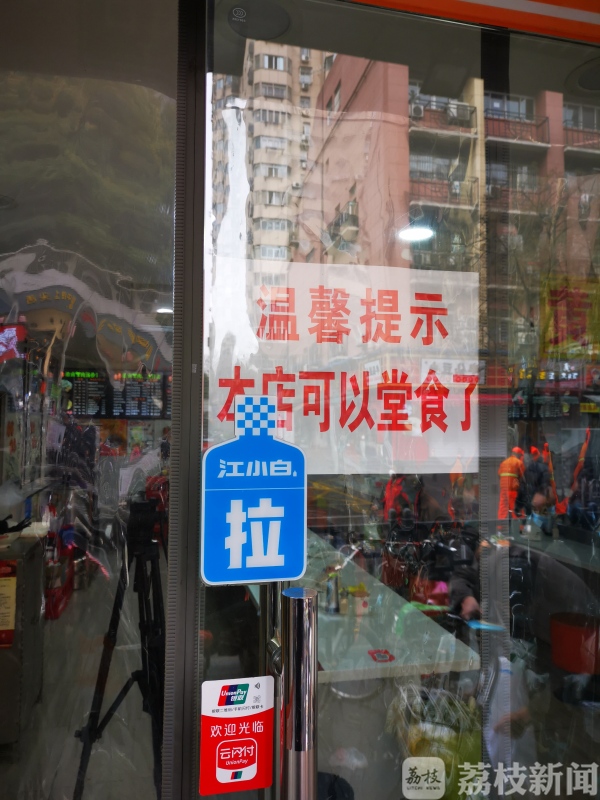 温馨提示
本店可以堂食了
江小白
拉
UnionPay
银联
欢迎光临
云闪付
UnionPay
荔枝
荔枝新闻